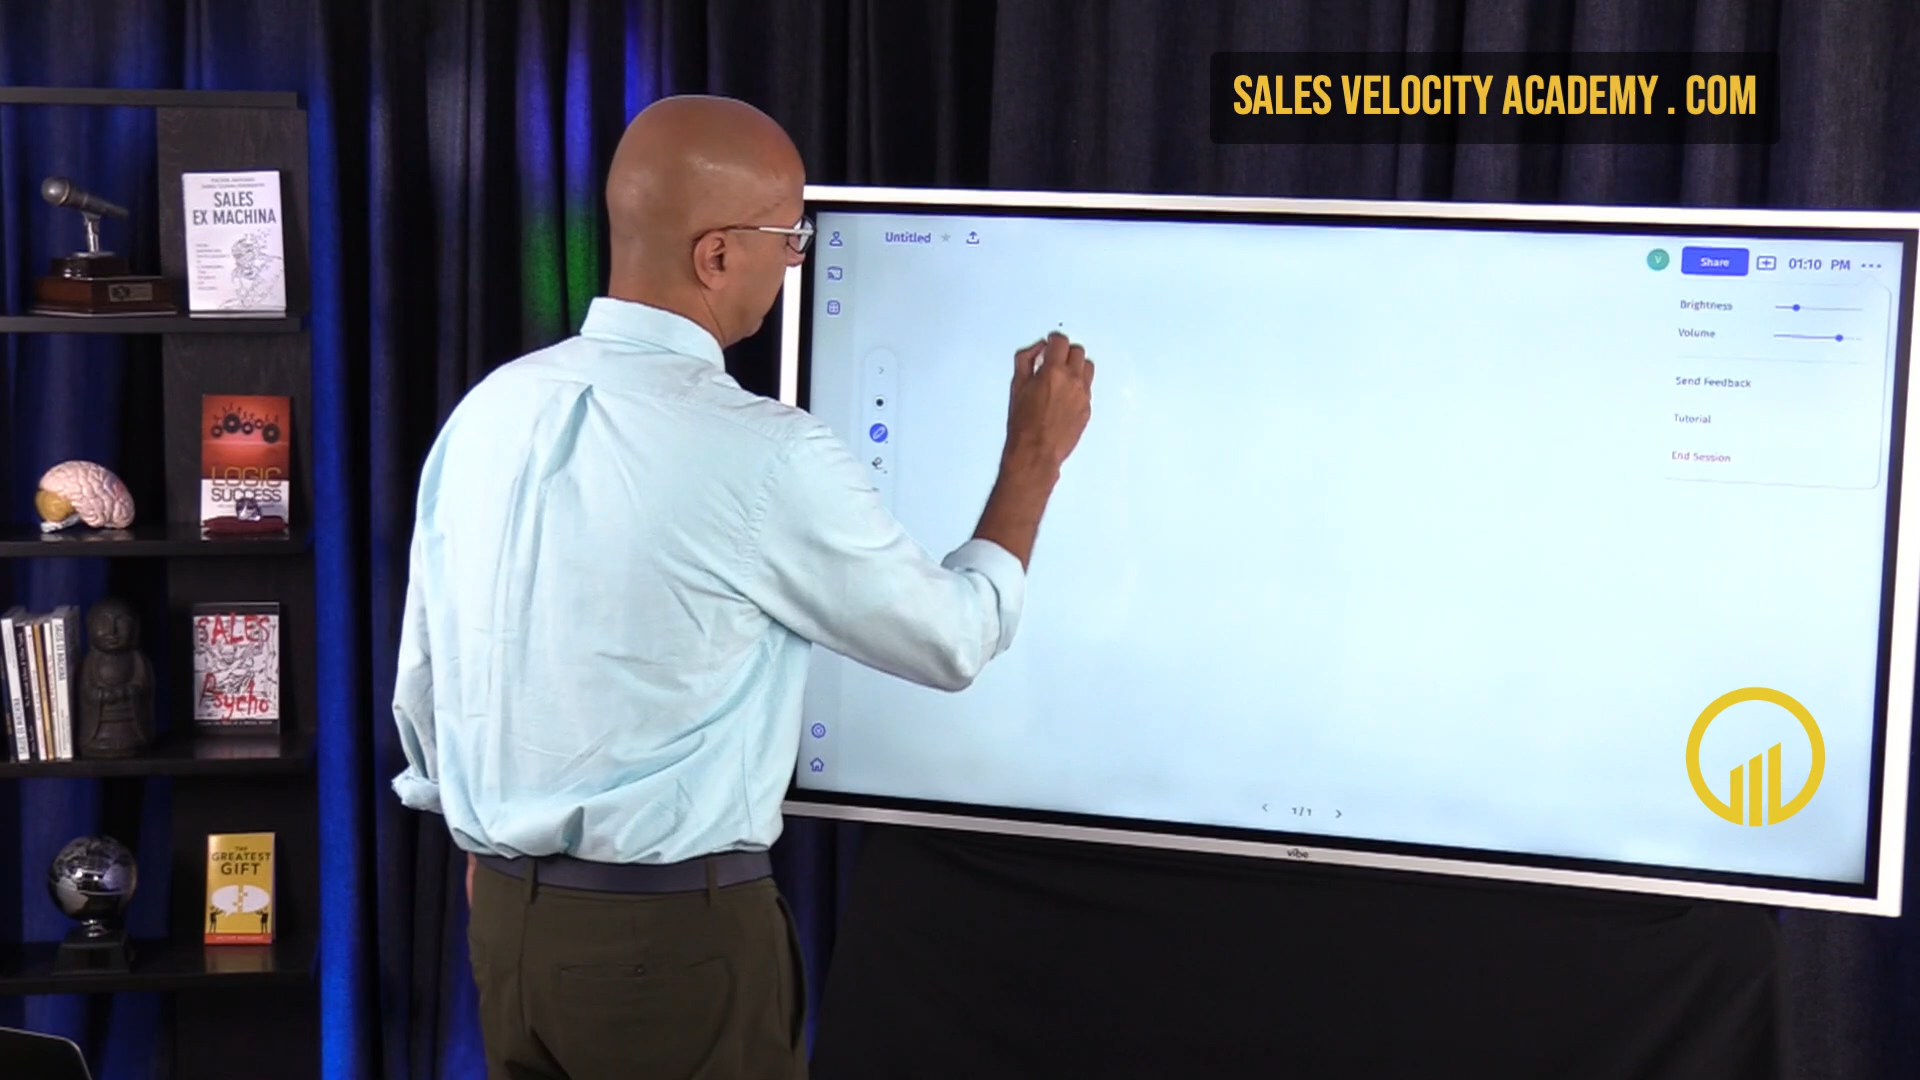 SALES VELOCITY ACADEMY . COM
SALES
EX MACHINA
Untitled
V
Share
01:10 PM
Brightness
Volume
Send Feedback
Tutorial
End Session
LOGIC
SUCCESS
SALES
Psycho
THE
GREATEST
GIFT
1/1
vibe